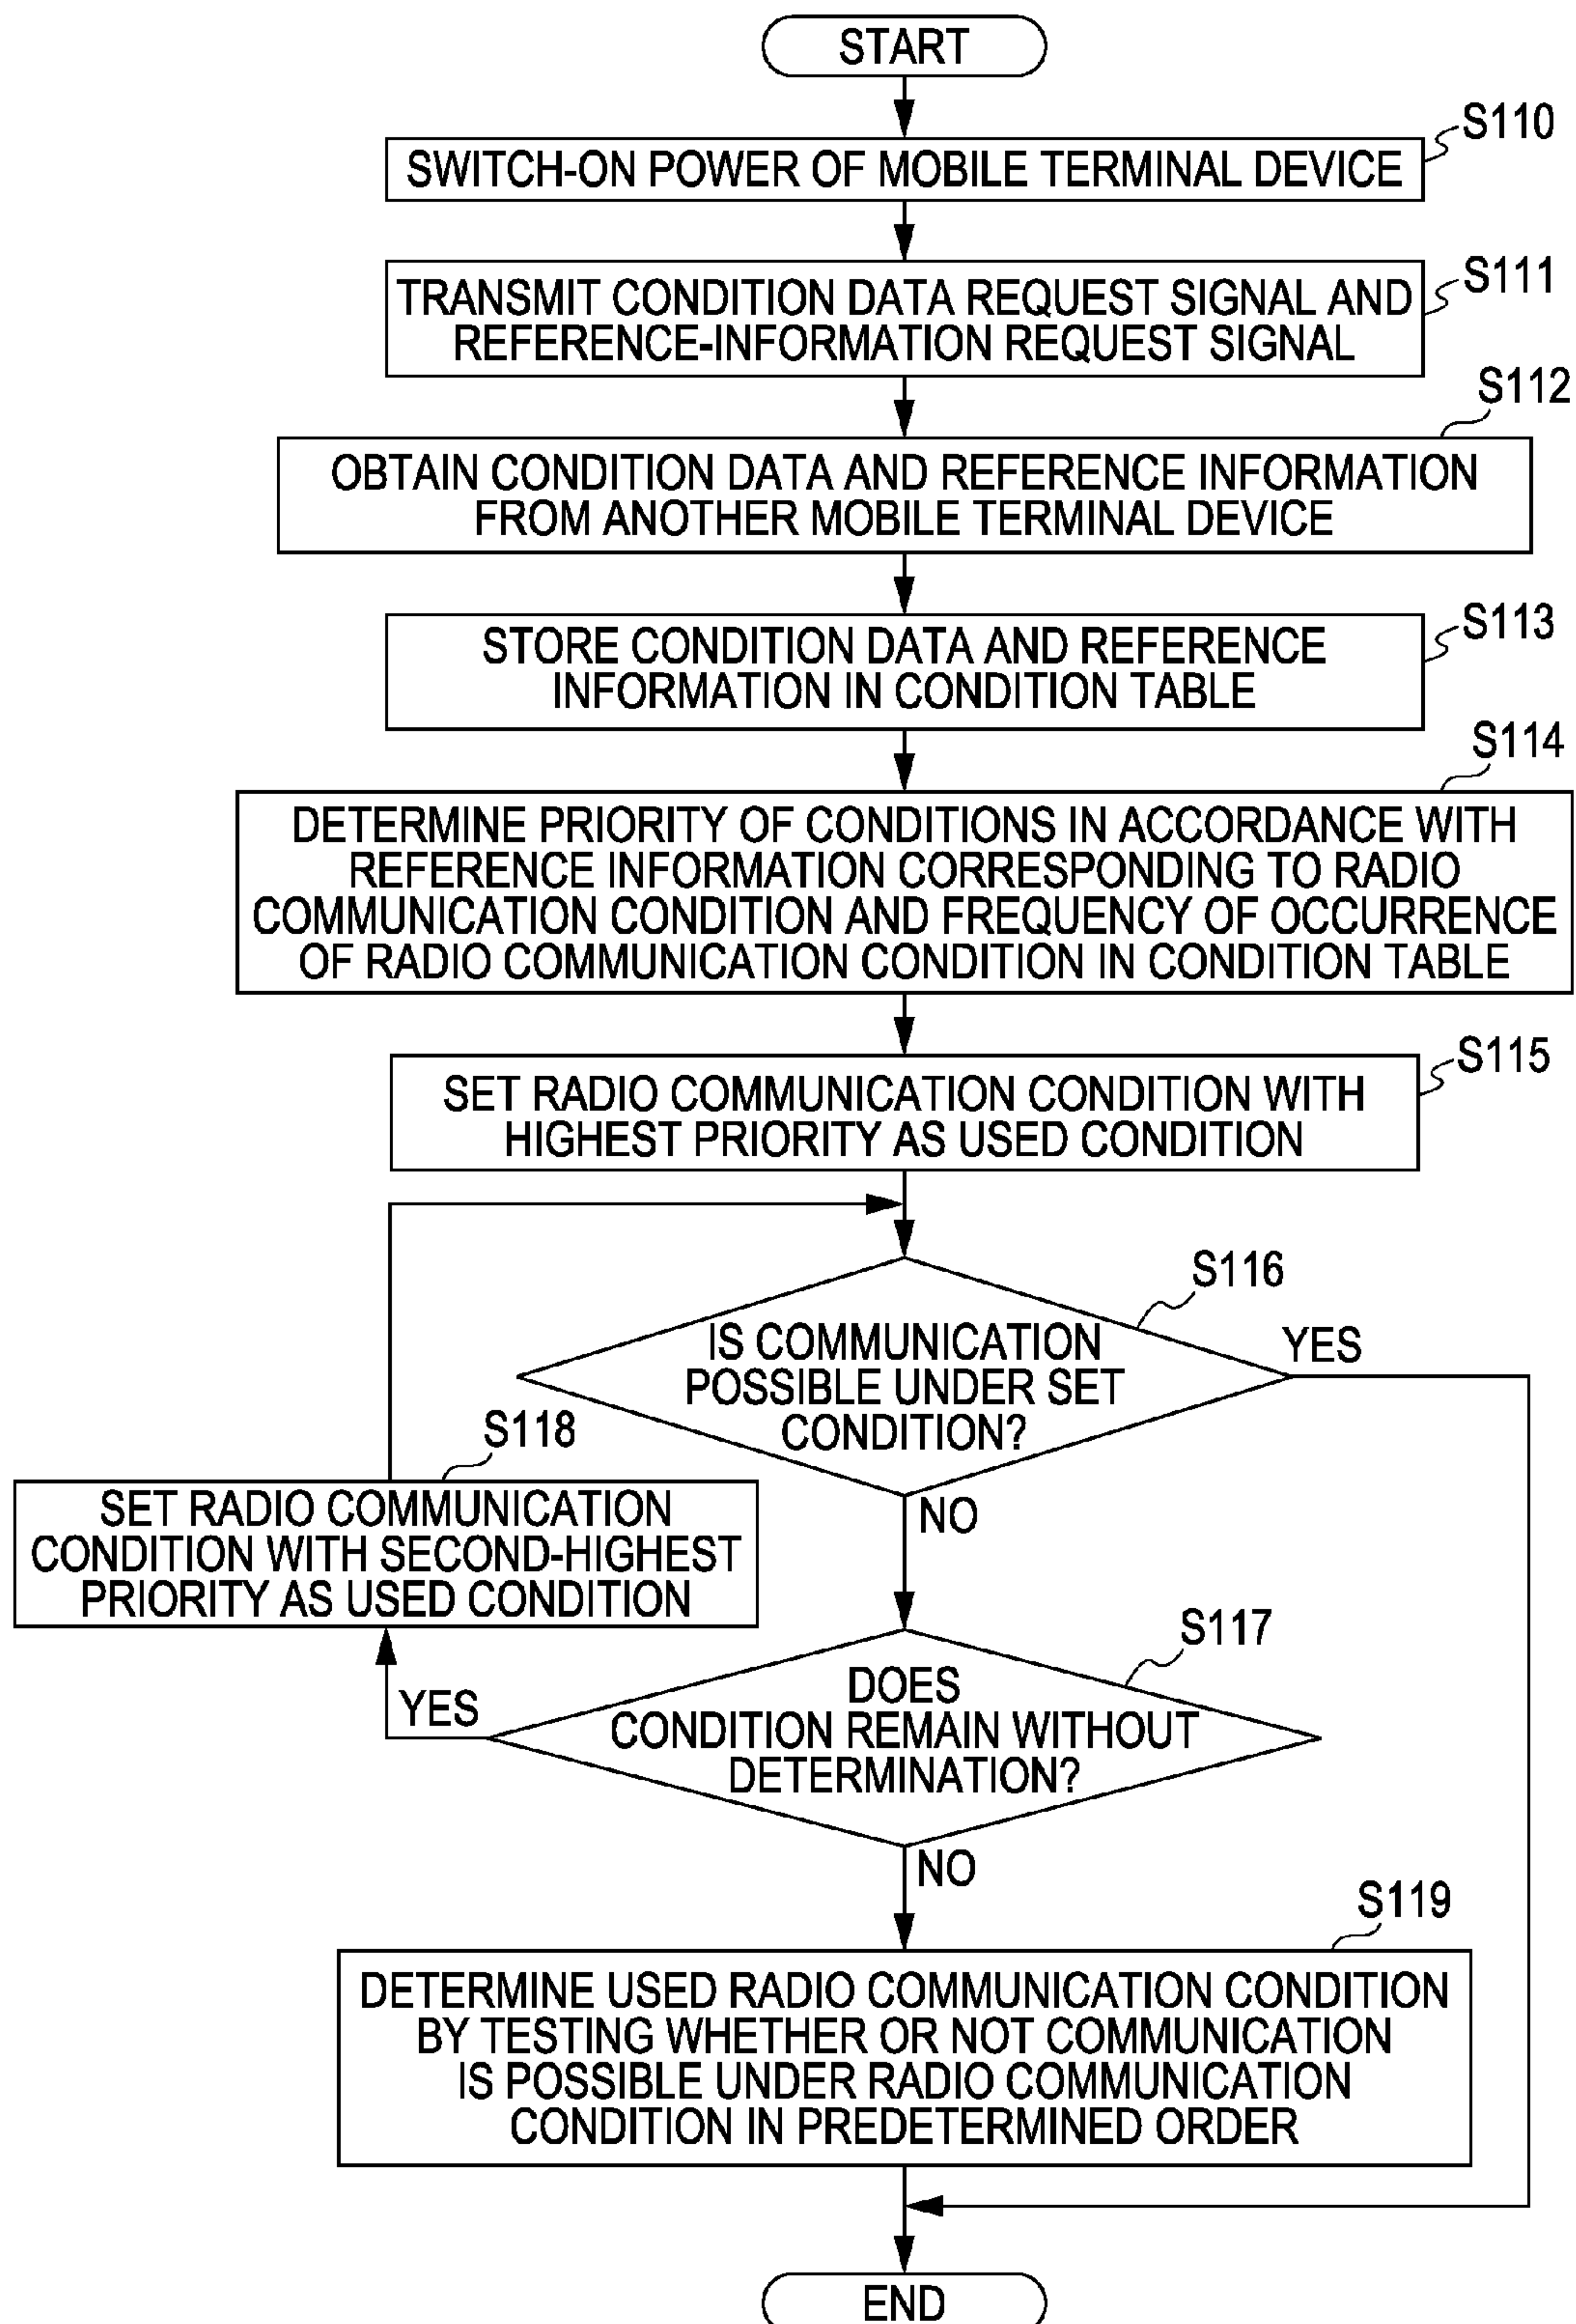 START
S110
SWITCH-ON POWER OF MOBILE TERMINAL DEVICE
S111
TRANSMIT CONDITION DATA REQUEST SIGNAL AND
REFERENCE-INFORMATION REQUEST SIGNAL
S112
OBTAIN CONDITION DATA AND REFERENCE INFORMATION
FROM ANOTHER MOBILE TERMINAL DEVICE
S113
STORE CONDITION DATA AND REFERENCE
INFORMATION IN CONDITION TABLE
S114
DETERMINE PRIORITY OF CONDITIONS IN ACCORDANCE WITH
REFERENCE INFORMATION CORRESPONDING TO RADIO
COMMUNICATION CONDITION AND FREQUENCY OF OCCURRENCE
OF RADIO COMMUNICATION CONDITION IN CONDITION TABLE
S115
SET RADIO COMMUNICATION CONDITION WITH
HIGHEST PRIORITY AS USED CONDITION
S116
IS COMMUNICATION
POSSIBLE UNDER SET
CONDITION?
YES
NO
S118
SET RADIO COMMUNICATION
CONDITION WITH SECOND-HIGHEST
PRIORITY AS USED CONDITION
S117
DOES
CONDITION REMAIN WITHOUT
DETERMINATION?
YES
NO
S119
DETERMINE USED RADIO COMMUNICATION CONDITION
BY TESTING WHETHER OR NOT COMMUNICATION
IS POSSIBLE UNDER RADIO COMMUNICATION
CONDITION IN PREDETERMINED ORDER
END